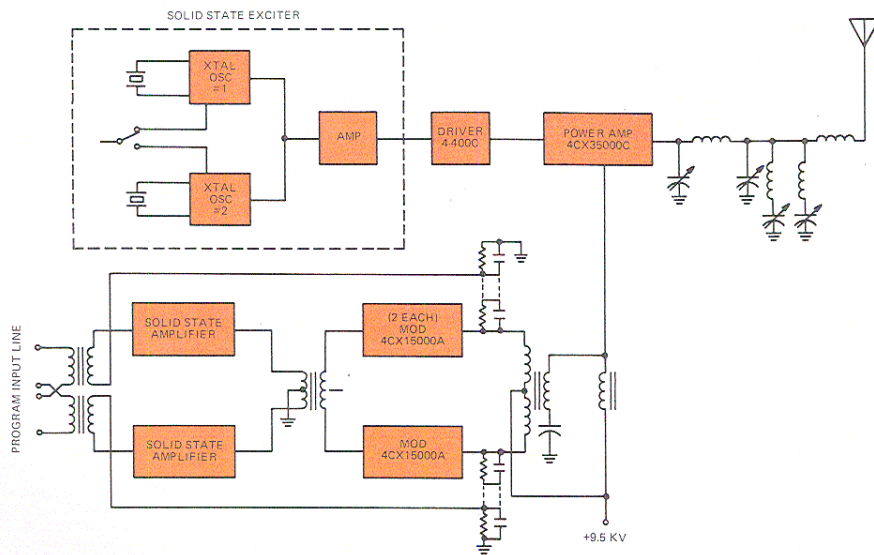 SOLID STATE EXCITER
XTAL
OSC
#1
AMP
DRIVER
4-400C
POWER AMP
4CX35000C
XTAL
OSC
#2
PROGRAM INPUT LINE
SOLID STATE
AMPLIFIER
(2 EACH)
MOD
4CX15000A
SOLID STATE
AMPLIFIER
MOD
4CX15000A
+9.5 KV